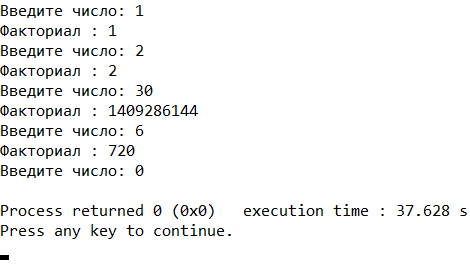 Введите число: 1
Факториал : 1
Введите число: 2
Факториал : 2
Введите число: 30
Факториал : 1409286144
Введите число: 6
Факториал : 720
Введите число: 0
Process returned 0 (0x0)   execution time : 37.628 s
Press any key to continue.